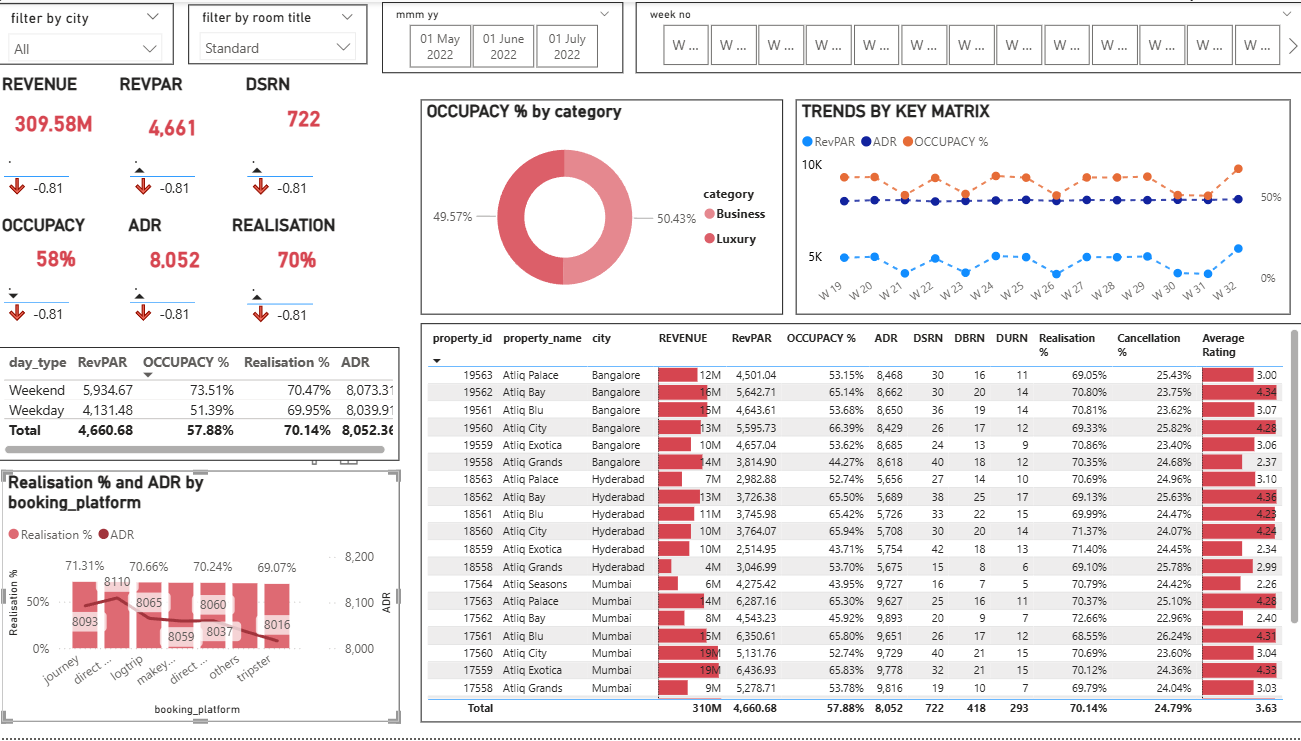 filter by city
All
filter by room title
Standard
mmm yy
01 May 2022
01 June 2022
01 July 2022
week no
W ... W ... W ... W ... W ... W ... W ... W ... W ... W ... W ... W ... W ...
REVENUE REVPAR DSRN
309.58M 4,661 722
-0.81 -0.81 -0.81
OCCUPACY ADR REALISATION
58% 8,052 70%
-0.81 -0.81 -0.81
OCCUPACY % by category
49.57% 50.43%
category
Business
Luxury
TRENDS BY KEY MATRIX
RevPAR ADR OCCUPACY %
10K
5K
50%
0%
W 19 W 20 W 21 W 22 W 23 W 24 W 25 W 26 W 27 W 28 W 29 W 30 W 31 W 32
day_type RevPAR OCCUPACY % Realisation % ADR
Weekend 5,934.67 73.51% 70.47% 8,073.31
Weekday 4,131.48 51.39% 69.95% 8,039.91
Total 4,660.68 57.88% 70.14% 8,052.36
Realisation % and ADR by
booking_platform
Realisation % ADR
71.31% 70.66% 70.24% 69.07%
8093 8110 8065 8059 8060 8037 8016
Realisation %
50%
0%
8,200
8,100
8,000
ADR
journey direct ... logtrip makey... direct ... others tripster
booking_platform
property_id property_name city REVENUE RevPAR OCCUPACY % ADR DSRN DBRN DURN Realisation % Cancellation % Average Rating
19563 Atliq Palace Bangalore 12M 4,501.04 53.15% 8,468 30 16 11 69.05% 25.43% 3.00
19562 Atliq Bay Bangalore 16M 5,642.71 65.14% 8,662 30 20 14 70.80% 23.75% 4.34
19561 Atliq Blu Bangalore 15M 4,643.61 53.68% 8,650 36 19 14 70.81% 23.62% 3.07
19560 Atliq City Bangalore 13M 5,595.73 66.39% 8,429 26 17 12 69.33% 25.82% 4.28
19559 Atliq Exotica Bangalore 10M 4,657.04 53.62% 8,685 24 13 9 70.86% 23.40% 3.06
19558 Atliq Grands Bangalore 14M 3,814.90 44.27% 8,618 40 18 12 70.35% 24.68% 2.37
18563 Atliq Palace Hyderabad 7M 2,982.88 52.74% 5,656 27 14 10 70.69% 24.96% 3.10
18562 Atliq Bay Hyderabad 13M 3,726.38 65.50% 5,689 38 25 17 69.13% 25.63% 4.36
18561 Atliq Blu Hyderabad 11M 3,745.98 65.42% 5,726 33 22 15 69.99% 24.47% 4.23
18560 Atliq City Hyderabad 10M 3,764.07 65.94% 5,708 30 20 14 71.37% 24.07% 4.24
18559 Atliq Exotica Hyderabad 10M 2,514.95 43.71% 5,754 42 18 13 71.40% 24.45% 2.34
18558 Atliq Grands Hyderabad 4M 3,046.99 53.70% 5,675 15 8 6 69.10% 25.78% 2.99
17564 Atliq Seasons Mumbai 6M 4,275.42 43.95% 9,727 16 7 5 70.79% 24.42% 2.26
17563 Atliq Palace Mumbai 14M 6,287.16 65.30% 9,627 25 16 11 70.37% 25.10% 4.28
17562 Atliq Bay Mumbai 8M 4,543.23 45.92% 9,893 20 9 7 72.66% 22.96% 2.40
17561 Atliq Blu Mumbai 15M 6,350.61 65.80% 9,651 26 17 12 68.55% 26.24% 4.31
17560 Atliq City Mumbai 19M 5,131.76 52.74% 9,729 40 21 15 70.69% 23.60% 3.04
17559 Atliq Exotica Mumbai 19M 6,436.93 65.83% 9,778 32 21 15 70.12% 24.36% 4.33
17558 Atliq Grands Mumbai 9M 5,278.71 53.78% 9,816 19 10 7 69.79% 24.04% 3.03
Total 310M 4,660.68 57.88% 8,052 722 418 293 70.14% 24.79% 3.63